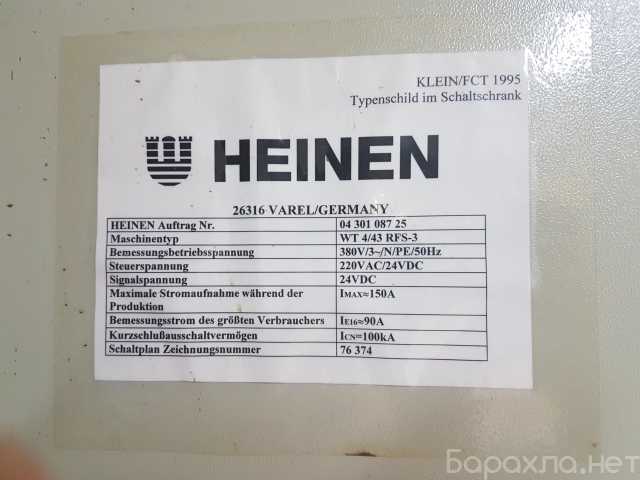 KLEIN/FCT 1995
Typenschild im Schaltschrank
HEINEN
26316 VAREL/GERMANY
HEINEN Auftrag Nr. 04 301 087 25
Maschinentyp WT 4/43 RFS-3
Bemessungsbetriebsspannung 380V/3~/N/PE/50Hz
Steuerspannung 220VAC/24VDC
Signalspannung 24VDC
Maximale Stromaufnahme während der IMAX≈150A
Produktion
Bemessungsstrom des größten Verbrauchers IE16≈90A
Kurzschlußausschaltvermögen ICN=100kA
Schaltplan Zeichnungsnummer 76 374
Барахла.нет